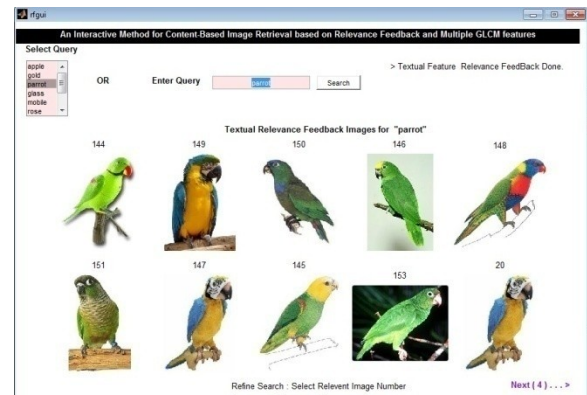 rfgui
An Interactive Method for Content-Based Image Retrieval based on Relevance Feedback and Multiple GLCM features
Select Query
> Textual Feature Relevance FeedBack Done.
apple
gold
parrot
glass
mobile
rose
OR
Enter Query
parrot
Search
Textual Relevance Feedback Images for "parrot"
144 149 150 146 148
151 147 145 153 20
Refine Search : Select Relevent Image Number
Next ( 4 ) . . . >